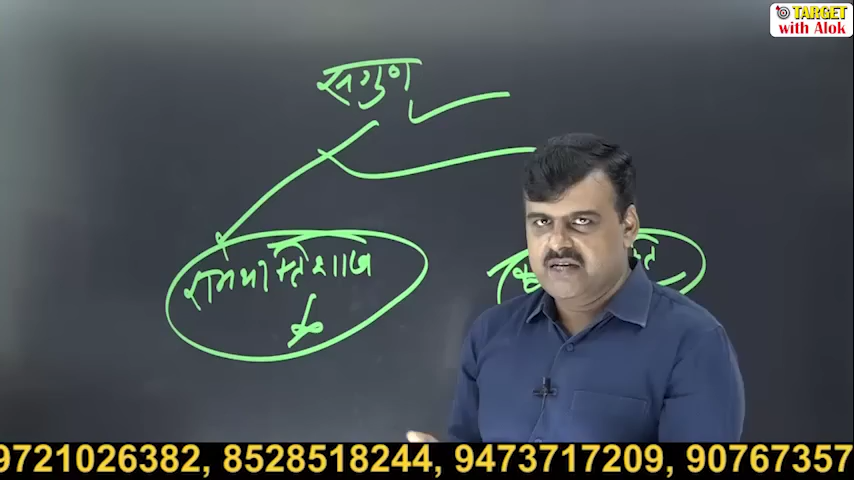 TARGET
with Alok
सगुण
रामभक्ति शाखा
9721026382, 8528518244, 9473717209, 90767357